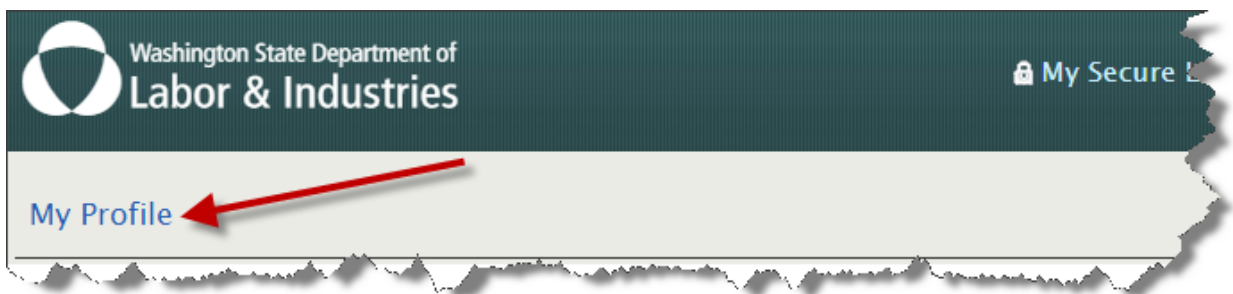 Washington State Department of
Labor & Industries
My Secure
My Profile